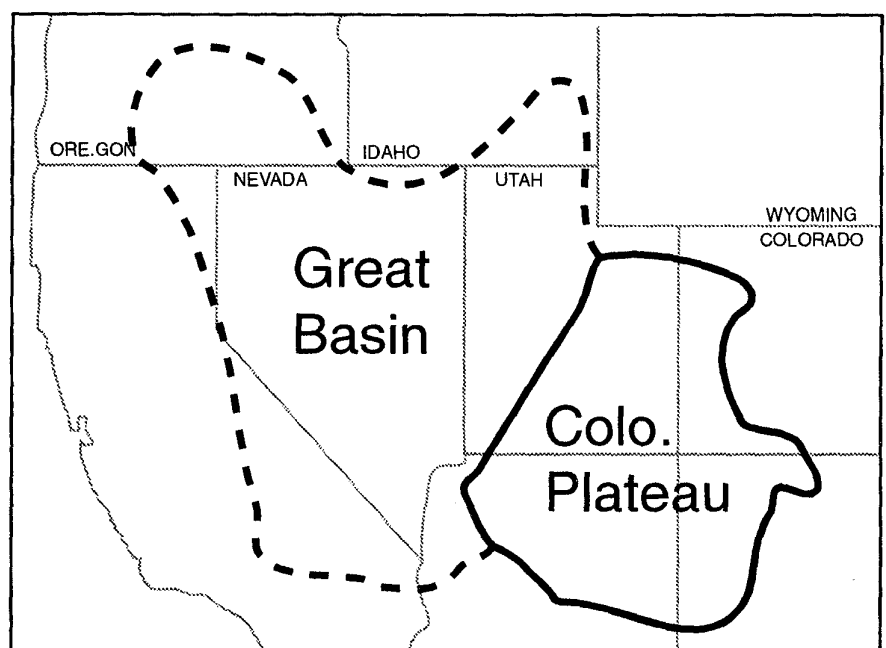 ORE.GON
IDAHO
NEVADA
UTAH
WYOMING
COLORADO
Great
Basin
Colo.
Plateau